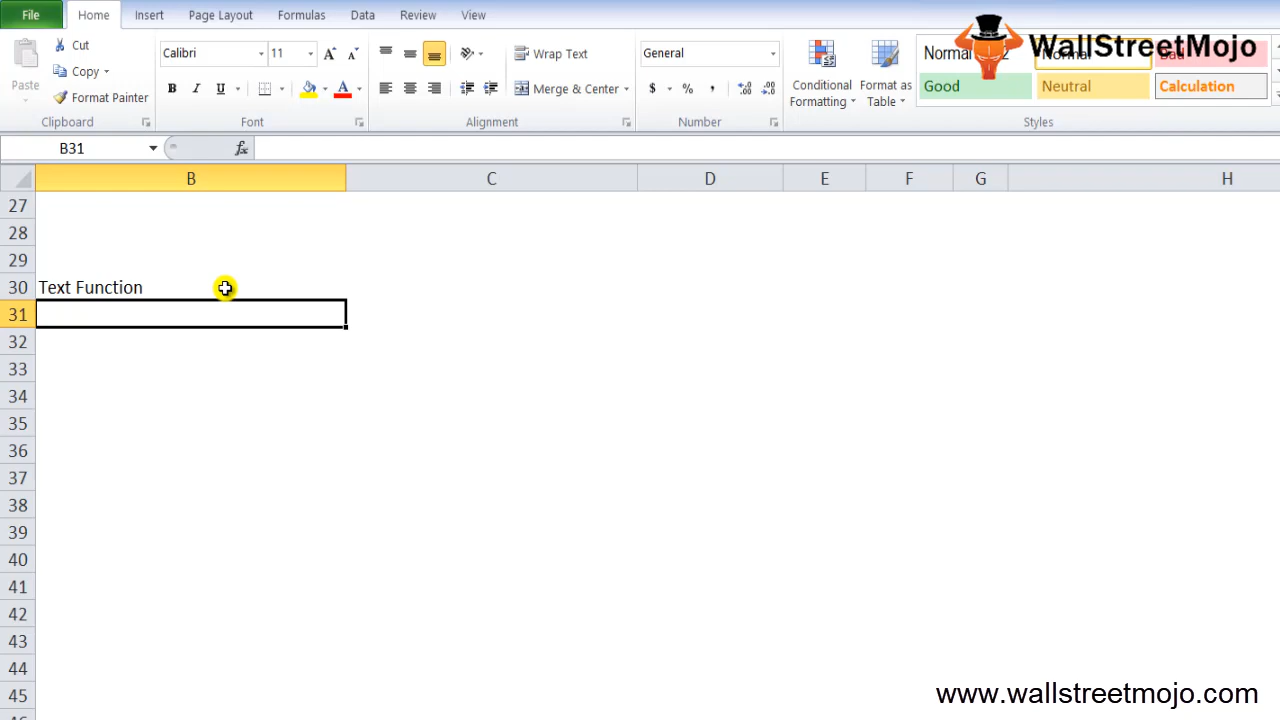 File Home Insert Page Layout Formulas Data Review View
WallStreetMojo
Cut
Copy
Format Painter
Paste
Clipboard
Calibri 11
B I U A
Font
Wrap Text
Merge & Center
Alignment
General
$ % ,
Number
Conditional
Formatting
Format as
Table
Normal 2 Normal Bad
Good Neutral Calculation
Styles
B31 fx
B C D E F G H
27
28
29
30 Text Function
31
32
33
34
35
36
37
38
39
40
41
42
43
44
45
www.wallstreetmojo.com